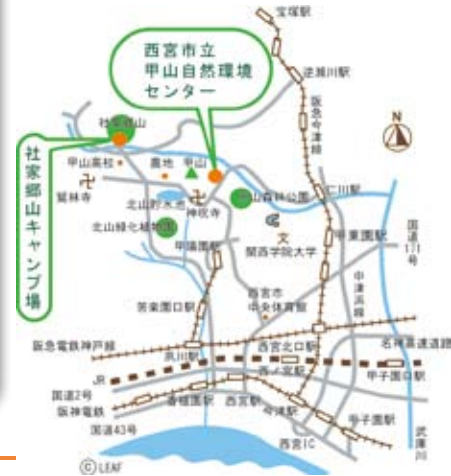 宝塚駅
西宮市立
甲山自然環境
センター
逆瀬川駅
阪急今津線
N
社家郷山
社家郷山キャンプ場
甲山高校
農地
甲山
鷲林寺
仁川駅
北山貯水池
神呪寺
甲山森林公園
北山緑化植物園
関西学院大学
甲東園駅
国道171号
甲陽園駅
中津浜線
西宮市
中央体育館
苦楽園口駅
阪急電鉄神戸線
夙川駅
西宮北口駅
名神高速道路
JR
西ノ宮駅
甲子園口駅
国道2号
阪神電鉄
香櫨園駅
西宮駅
今津駅
甲子園駅
国道43号
西宮IC
武庫川
©LEAF